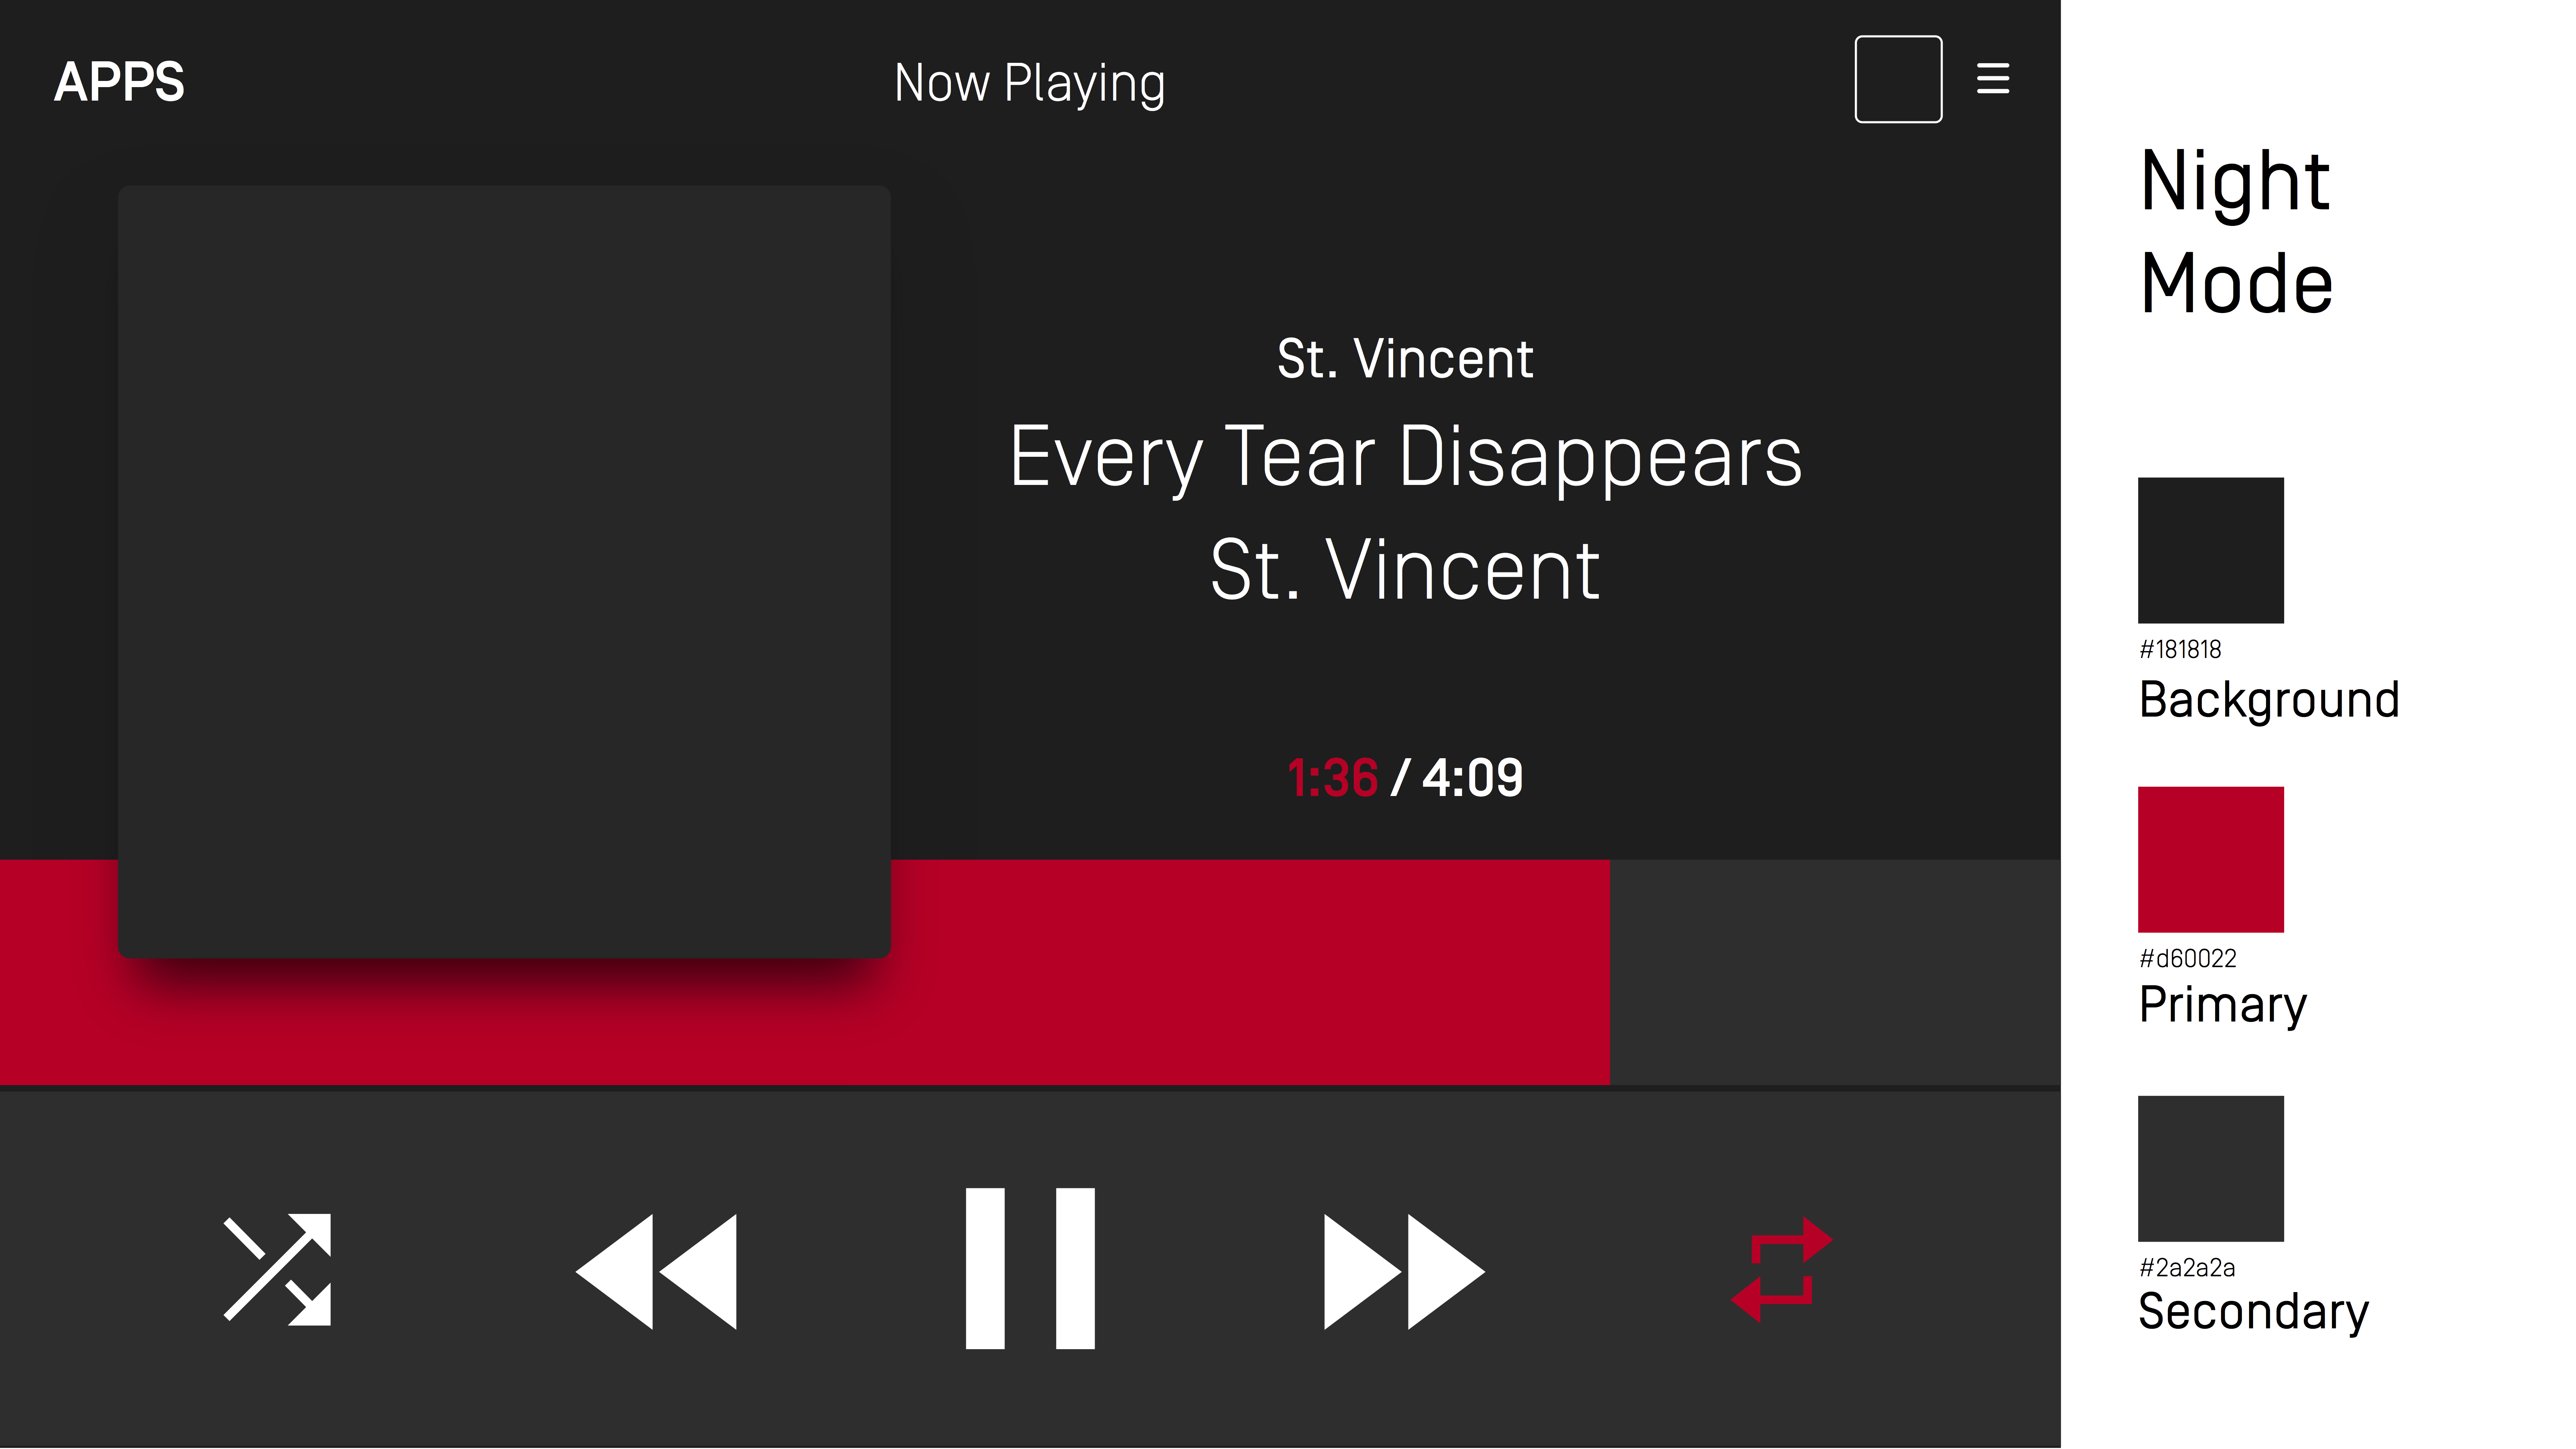 APPS
Now Playing
St. Vincent
Every Tear Disappears
St. Vincent
1:36 / 4:09
Night
Mode
#181818
Background
#d60022
Primary
#2a2a2a
Secondary